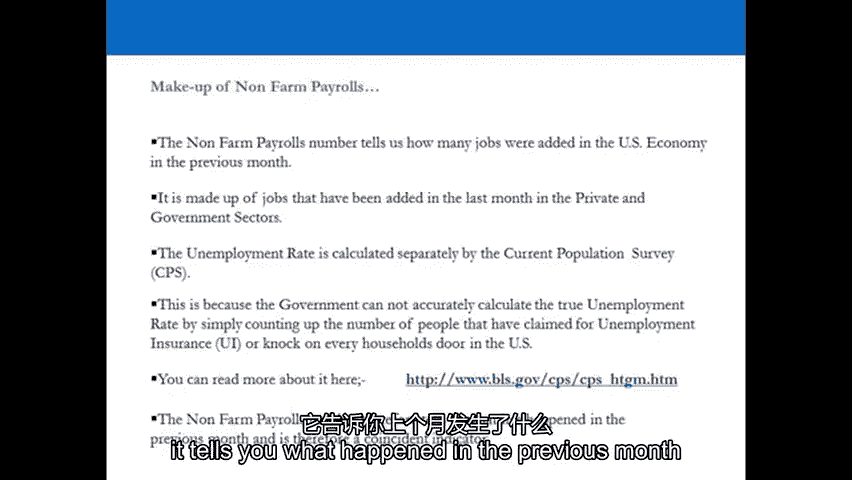 Make-up of Non Farm Payrolls…
▪The Non Farm Payrolls number tells us how many jobs were added in the U.S. Economy
in the previous month.
▪It is made up of jobs that have been added in the last month in the Private and
Government Sectors.
▪The Unemployment Rate is calculated separately by the Current Population Survey
(CPS).
▪This is because the Government can not accurately calculate the true Unemployment
Rate by simply counting up the number of people that have claimed for Unemployment
Insurance (UI) or knock on every households door in the U.S.
▪You can read more about it here;- http://www.bls.gov/cps/cps_htgm.htm
▪The Non Farm Payroll happened in the
previous month and is therefore a coincident indicator
它告诉你上个月发生了什么
it tells you what happened in the previous month